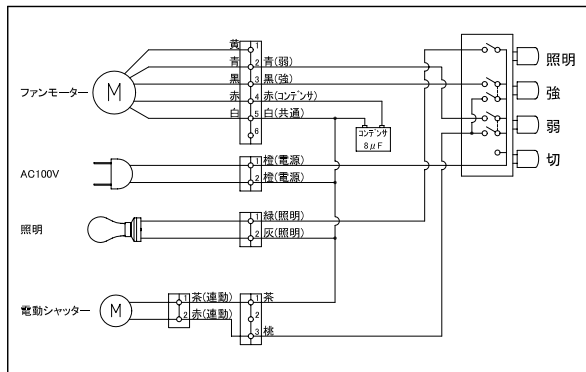 ファンモーター
M
黄 1
青 2 青(弱)
黒 3 黒(強)
赤 4 赤(コンデンサ)
白 5 白(共通)
6
コンデンサ
8μF
照明
強
弱
切
AC100V
1 橙(電源)
2 橙(電源)
照明
1 緑(照明)
2 灰(照明)
電動シャッター
M
1 茶(連動) 1 茶
2 赤(連動) 2
3 桃